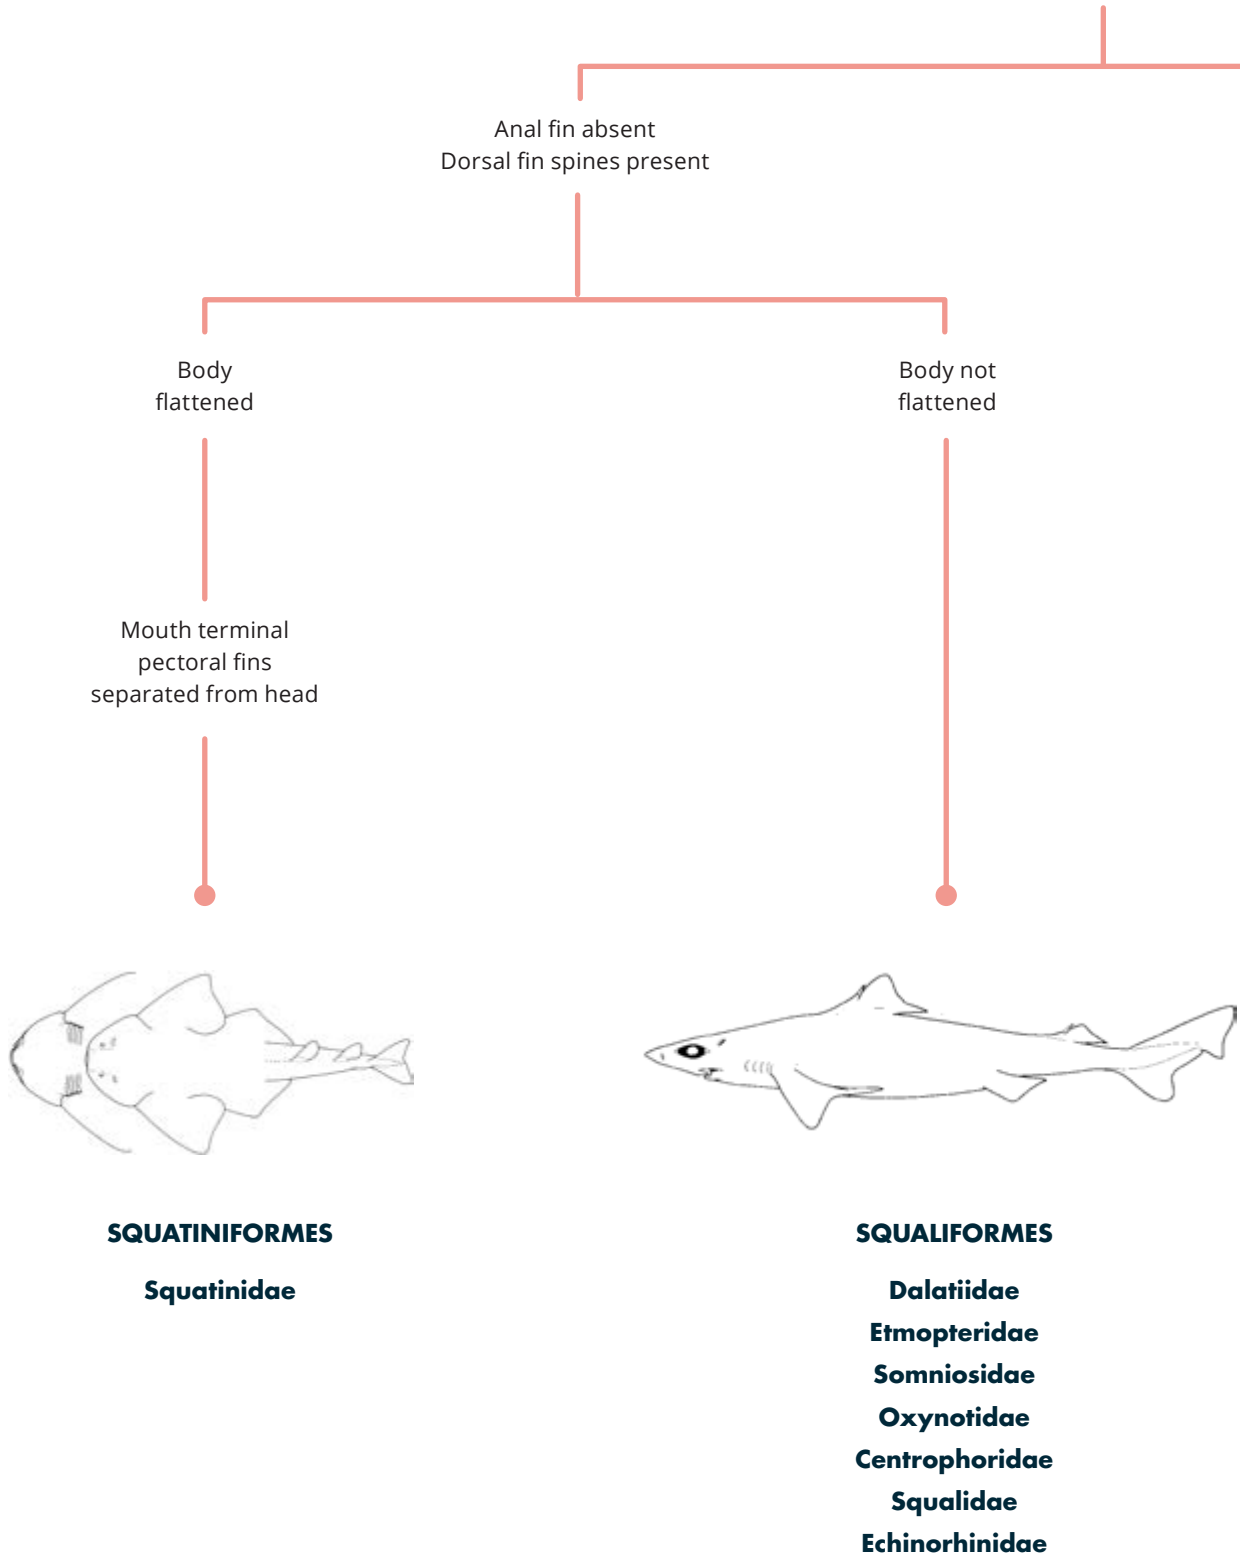 Anal fin absent
Dorsal fin spines present
Body
flattened
Body not
flattened
Mouth terminal
pectoral fins
separated from head
SQUATINIFORMES
Squatinidae
SQUALIFORMES
Dalatiidae
Etmopteridae
Somniosidae
Oxynotidae
Centrophoridae
Squalidae
Echinorhinidae